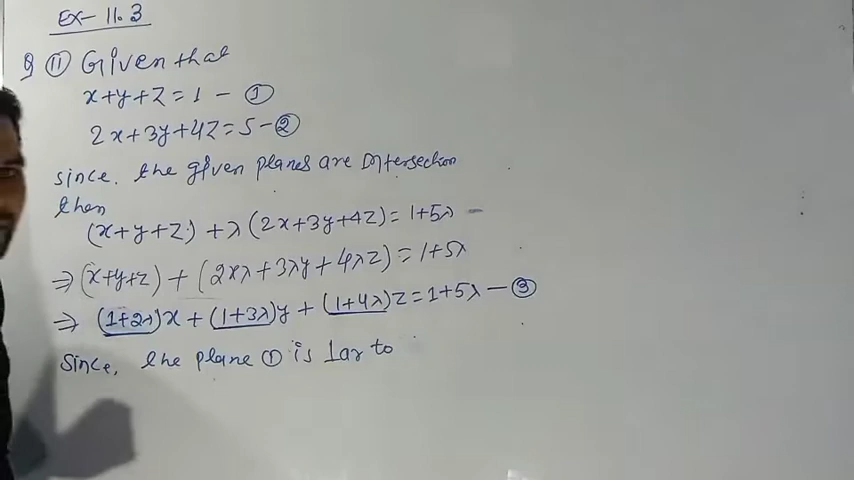 Ex- 11.3
Q ⑪ Given that
x+y+z=1 - ①
2x+3y+4z=5-②
since. the given planes are intersection
then
(x+y+z) + λ(2x+3y+4z)= 1+5λ -
⇒(x+y+z) + (2xλ+3λy+4λz)=1+5λ
⇒ (1+2λ)x + (1+3λ)y + (1+4λ)z=1+5λ-③
Since, the plane ① is ⊥ar to